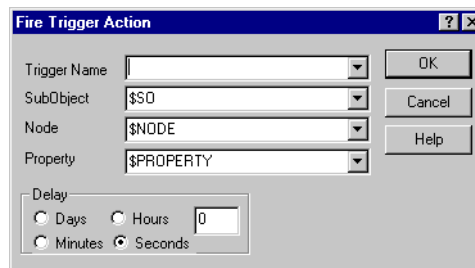 Fire Trigger Action
Trigger Name
OK
SubObject $SO
Cancel
Node $NODE
Help
Property $PROPERTY
Delay
Days Hours 0
Minutes Seconds